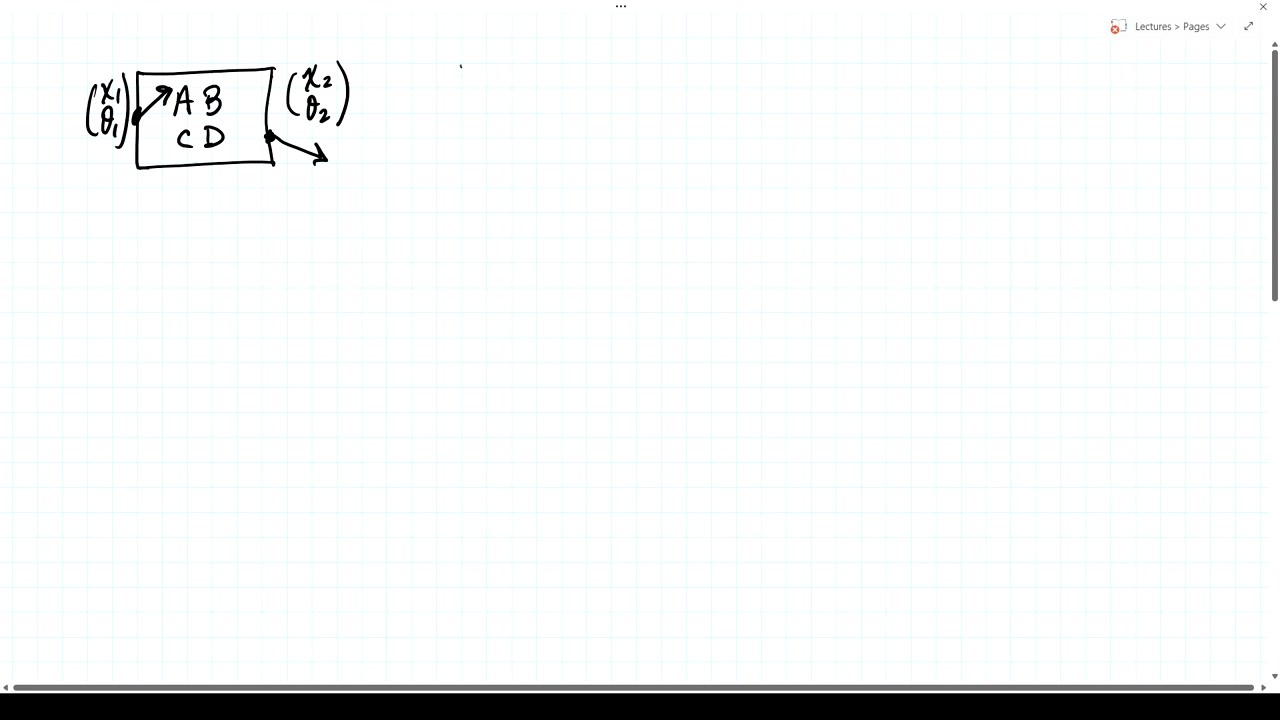 ...
Lectures > Pages
x₁ A B x₂
θ₁ C D θ₂